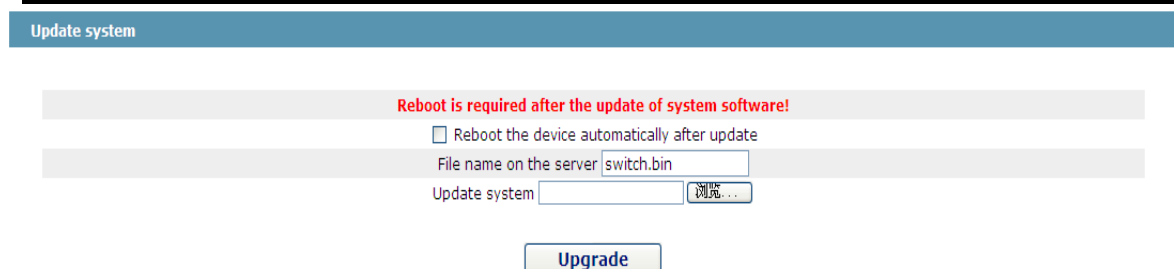 Update system
Reboot is required after the update of system software!
Reboot the device automatically after update
File name on the server switch.bin
Update system 浏览...
Upgrade